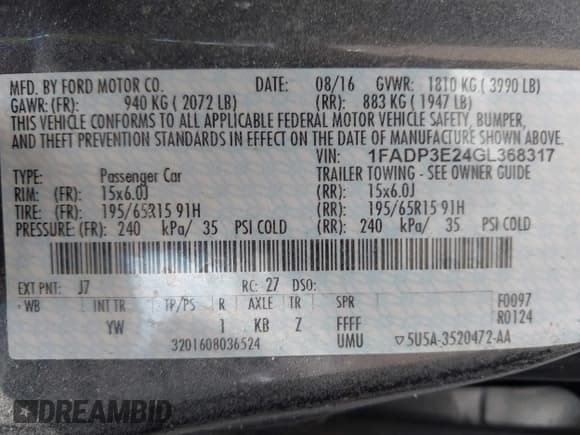 MFD. BY FORD MOTOR CO. DATE: 08/16 GVWR: 1810 KG ( 3990 LB)
GAWR: (FR): 940 KG ( 2072 LB) (RR): 883 KG ( 1947 LB)
THIS VEHICLE CONFORMS TO ALL APPLICABLE FEDERAL MOTOR VEHICLE SAFETY, BUMPER,
AND THEFT PREVENTION STANDARDS IN EFFECT ON THE DATE OF MANUFACTURE SHOWN ABOVE.
VIN: 1FADP3E24GL368317
TYPE: Passenger Car TRAILER TOWING - SEE OWNER GUIDE
RIM: (FR): 15x6.0J (RR): 15x6.0J
TIRE: (FR): 195/65R15 91H (RR): 195/65R15 91H
PRESSURE: (FR): 240 kPa/ 35 PSI COLD (RR): 240 kPa/ 35 PSI COLD
EXT PNT: J7 RC: 27 DSO:
WB INT TR TP/PS R AXLE TR SPR F0097
YW 1 KB Z FFFF R0124
3201608036524 UMU ▽5U5A-3520472-AA
DREAMBID